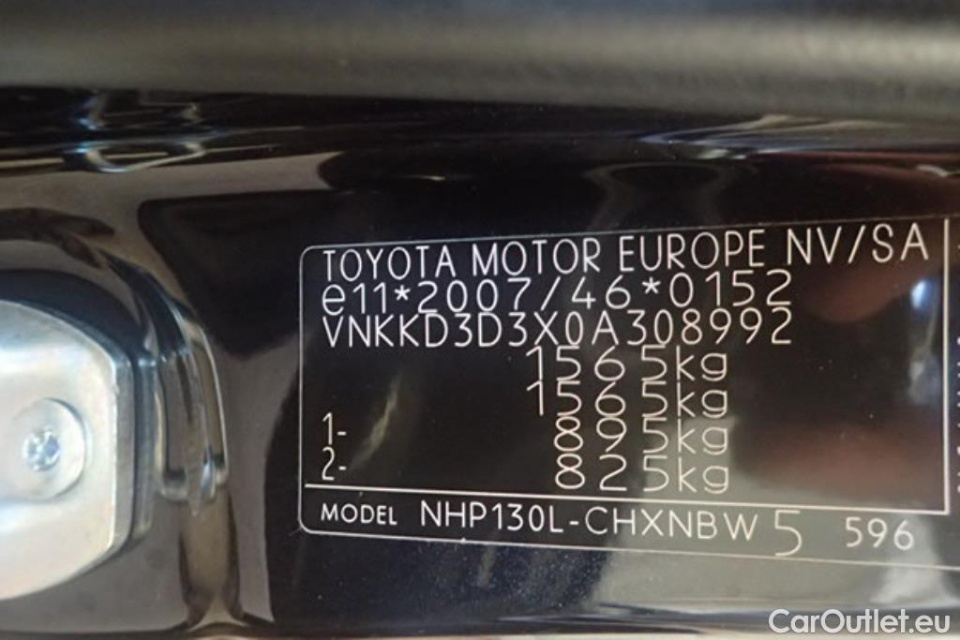 TOYOTA MOTOR EUROPE NV/SA
e11*2007/46*0152
VNKKD3D3X0A308992
1565kg
1565kg
1- 895kg
2- 825kg
MODEL NHP130L-CHXNBW 5 596
CarOutlet.eu